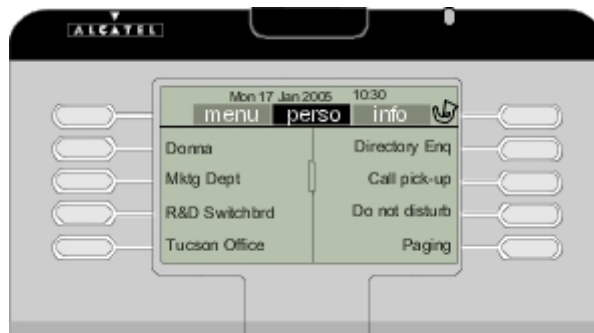 ALCATEL
Mon 17 Jan 2005 10:30
menu perso info
Donna Directory Enq
Mktg Dept Call pick-up
R&D Switchbrd Do not disturb
Tucson Office Paging